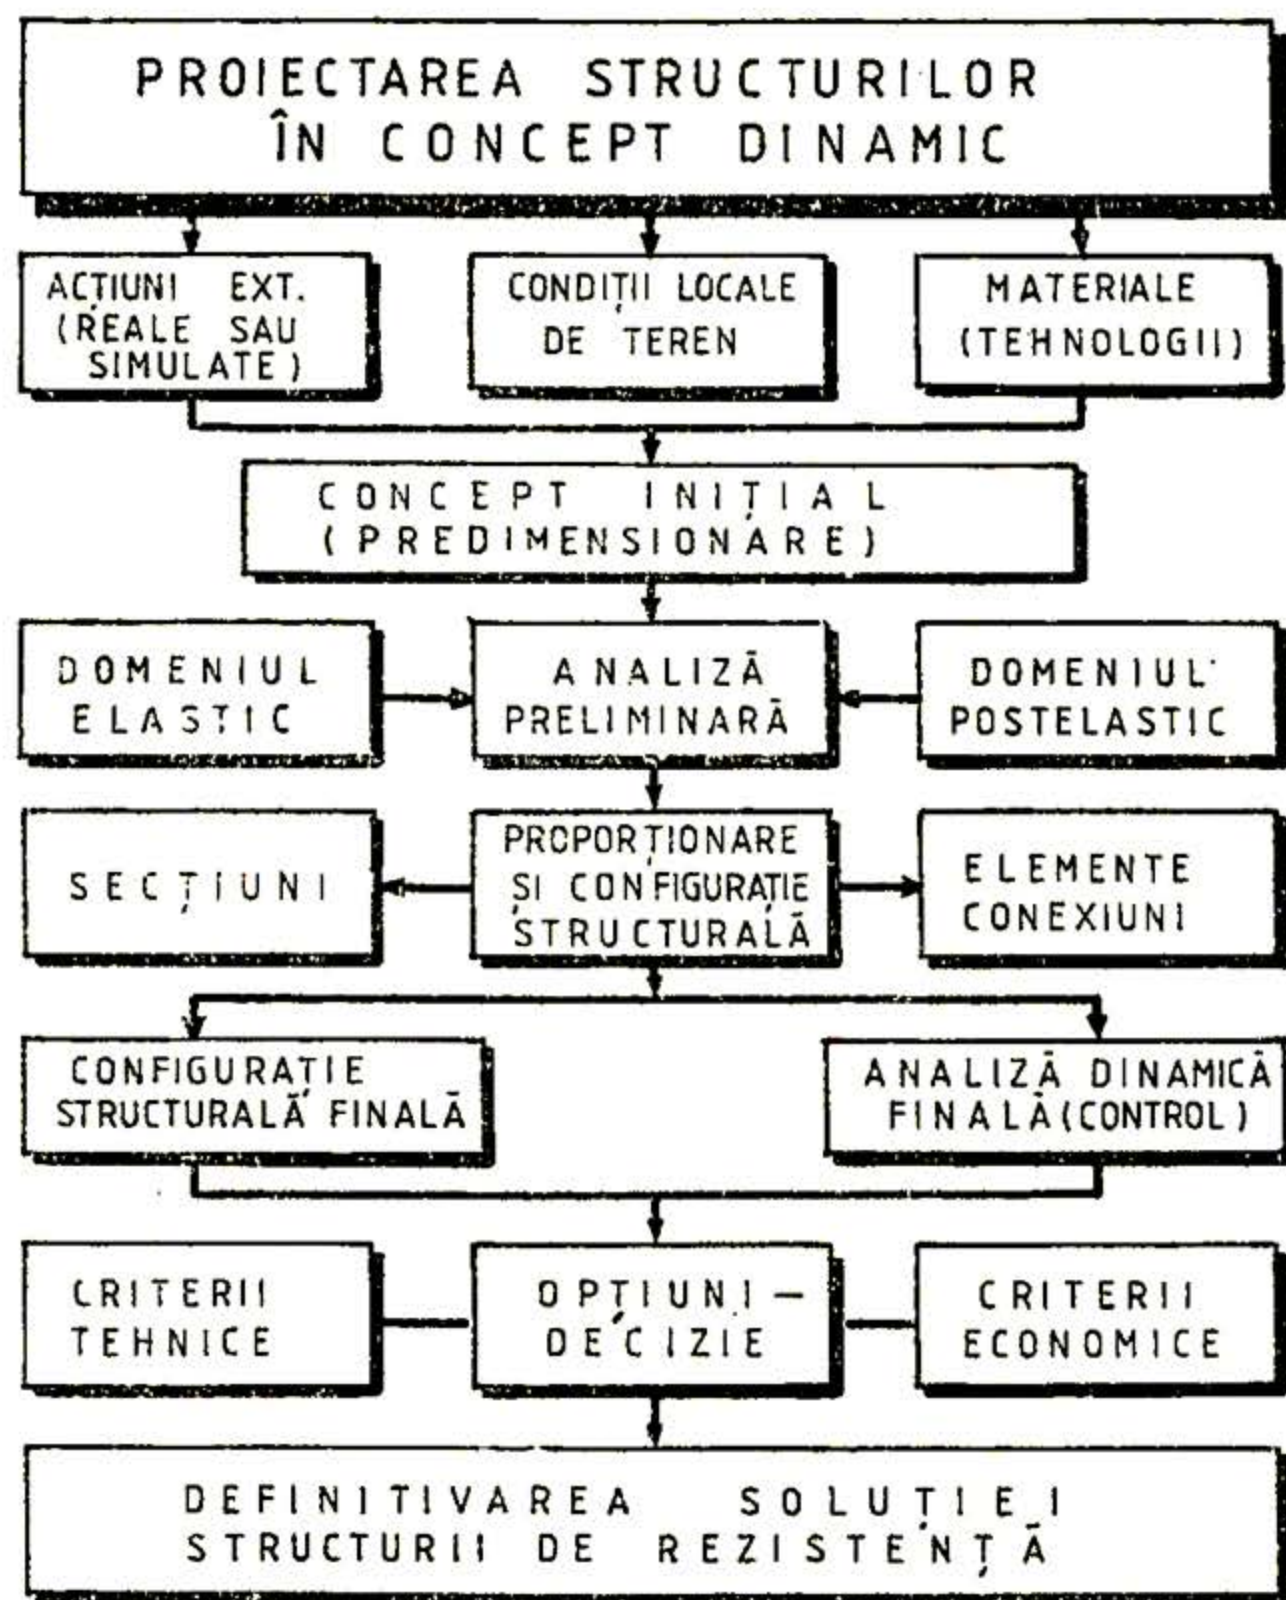 PROIECTAREA STRUCTURILOR
ÎN CONCEPT DINAMIC
ACȚIUNI EXT.
(REALE SAU
SIMULATE)
CONDIȚII LOCALE
DE TEREN
MATERIALE
(TEHNOLOGII)
CONCEPT INIȚIAL
(PREDIMENSIONARE)
DOMENIUL
ELASTIC
ANALIZĂ
PRELIMINARĂ
DOMENIUL
POSTELASTIC
SECȚIUNI
PROPORȚIONARE
ȘI CONFIGURAȚIE
STRUCTURALĂ
ELEMENTE
CONEXIUNI
CONFIGURAȚIE
STRUCTURALĂ FINALĂ
ANALIZĂ DINAMICĂ
FINALĂ (CONTROL)
CRITERII
TEHNICE
OPȚIUNI –
DECIZIE
CRITERII
ECONOMICE
DEFINITIVAREA SOLUȚIEI
STRUCTURII DE REZISTENȚĂ